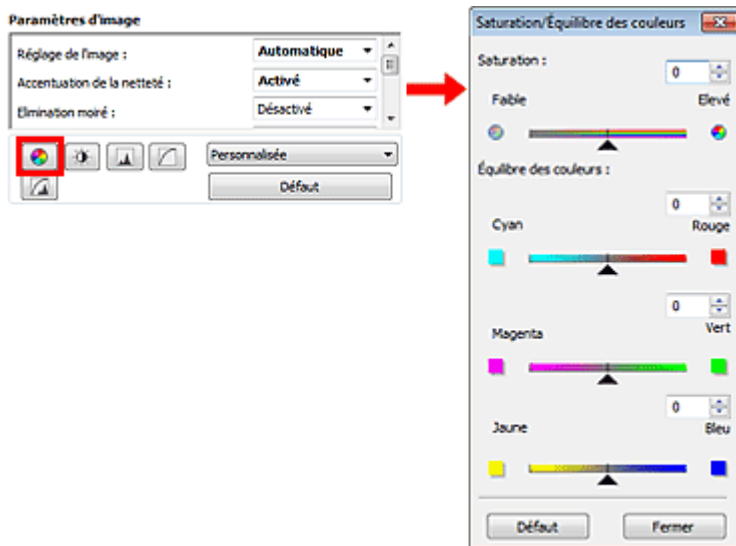 Paramètres d'image
Réglage de l'image : Automatique
Accentuation de la netteté : Activé
Elimination moiré : Désactivé
Personnalisée
Défaut
Saturation/Équilibre des couleurs
Saturation :
0
Faible Elevé
Équilibre des couleurs :
0
Cyan Rouge
0
Magenta Vert
0
Jaune Bleu
Défaut Fermer